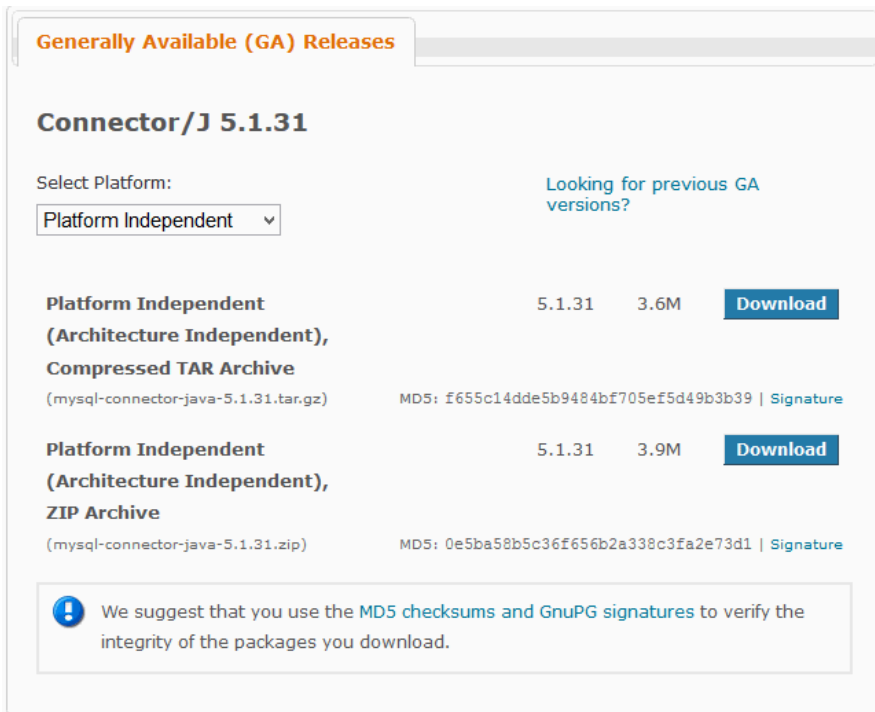 Generally Available (GA) Releases
Connector/J 5.1.31
Select Platform:
Looking for previous GA
versions?
Platform Independent
Platform Independent 5.1.31 3.6M Download
(Architecture Independent),
Compressed TAR Archive
(mysql-connector-java-5.1.31.tar.gz) MD5: f655c14dde5b9484bf705ef5d49b3b39 | Signature
Platform Independent 5.1.31 3.9M Download
(Architecture Independent),
ZIP Archive
(mysql-connector-java-5.1.31.zip) MD5: 0e5ba58b5c36f656b2a338c3fa2e73d1 | Signature
We suggest that you use the MD5 checksums and GnuPG signatures to verify the
integrity of the packages you download.